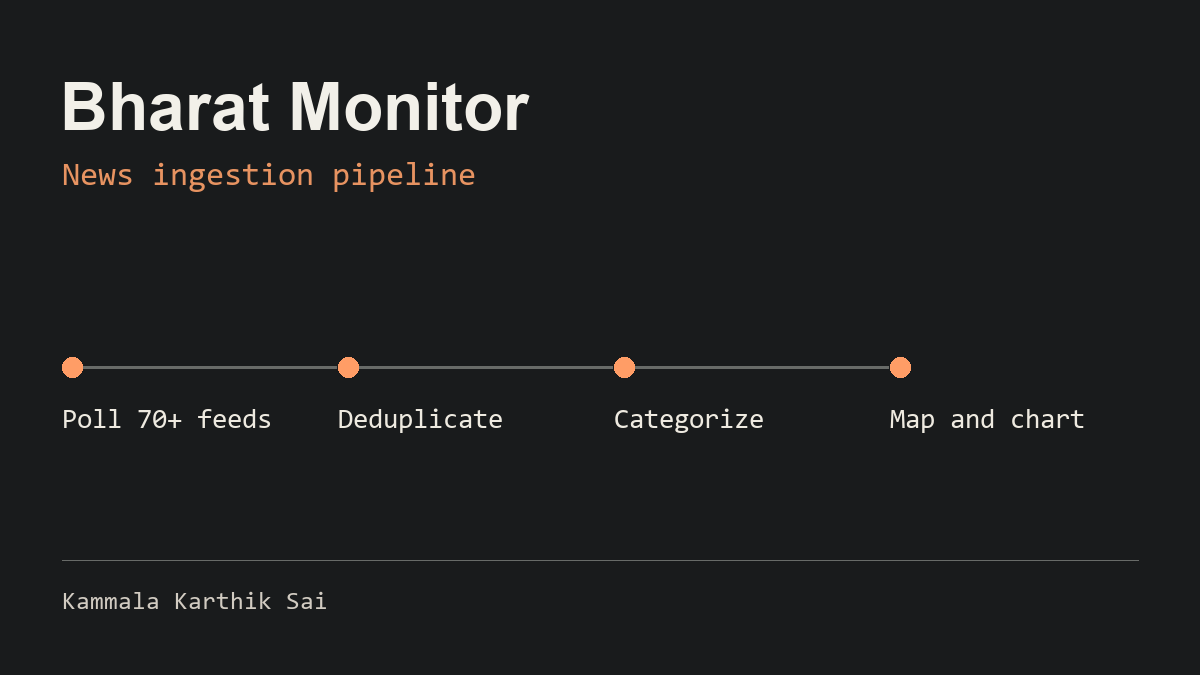 Bharat Monitor
News ingestion pipeline
Poll 70+ feeds
Deduplicate
Categorize
Map and chart
Kammala Karthik Sai